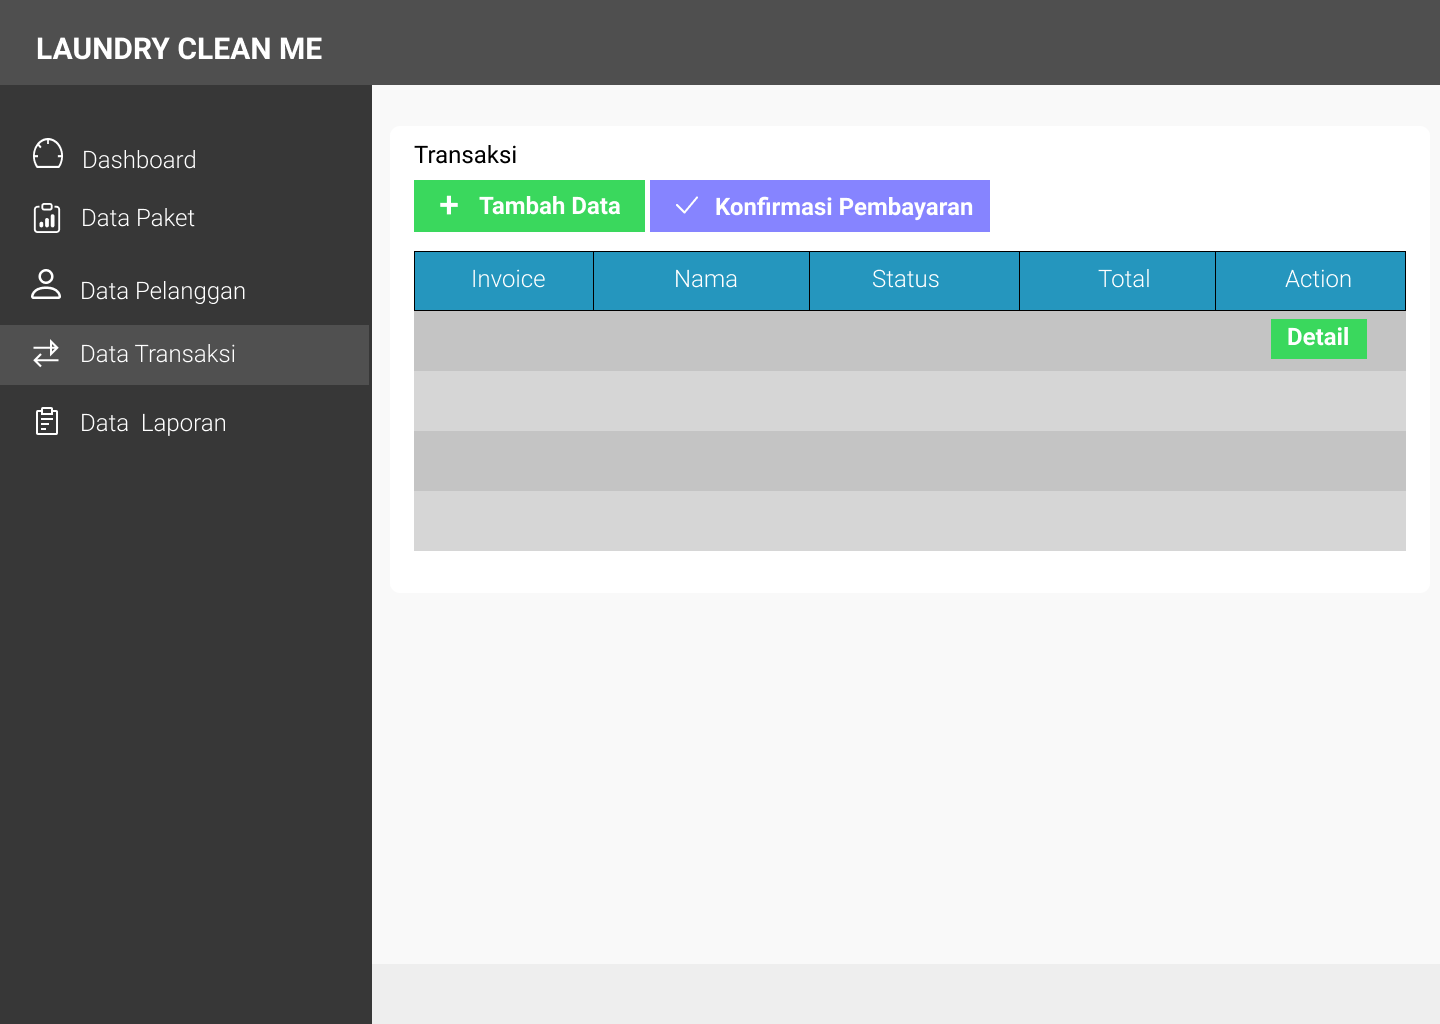 LAUNDRY CLEAN ME
Dashboard
Data Paket
Data Pelanggan
Data Transaksi
Data  Laporan
Transaksi
+ Tambah Data
Konfirmasi Pembayaran
Invoice Nama Status Total Action
Detail